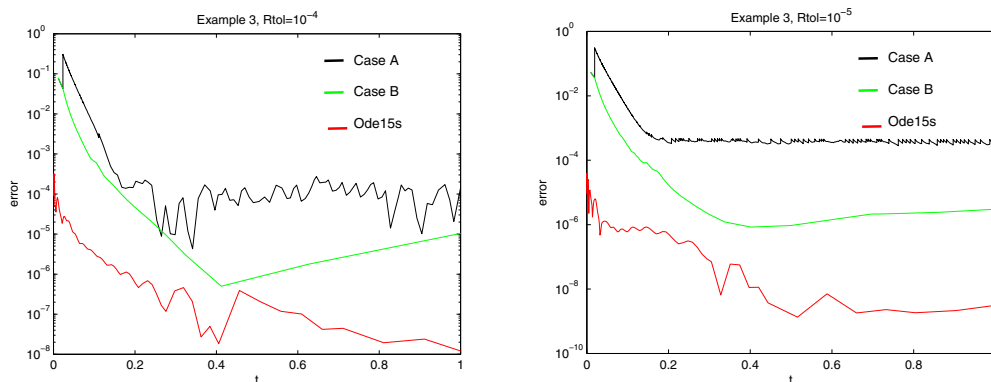 Example 3, Rtol=10⁻⁴
10⁰
10⁻¹
10⁻²
10⁻³
10⁻⁴
10⁻⁵
10⁻⁶
10⁻⁷
10⁻⁸
error
Case A
Case B
Ode15s
0 0.2 0.4 0.6 0.8 1
t
Example 3, Rtol=10⁻⁵
10⁰
10⁻²
10⁻⁴
10⁻⁶
10⁻⁸
10⁻¹⁰
error
Case A
Case B
Ode15s
0 0.2 0.4 0.6 0.8
t